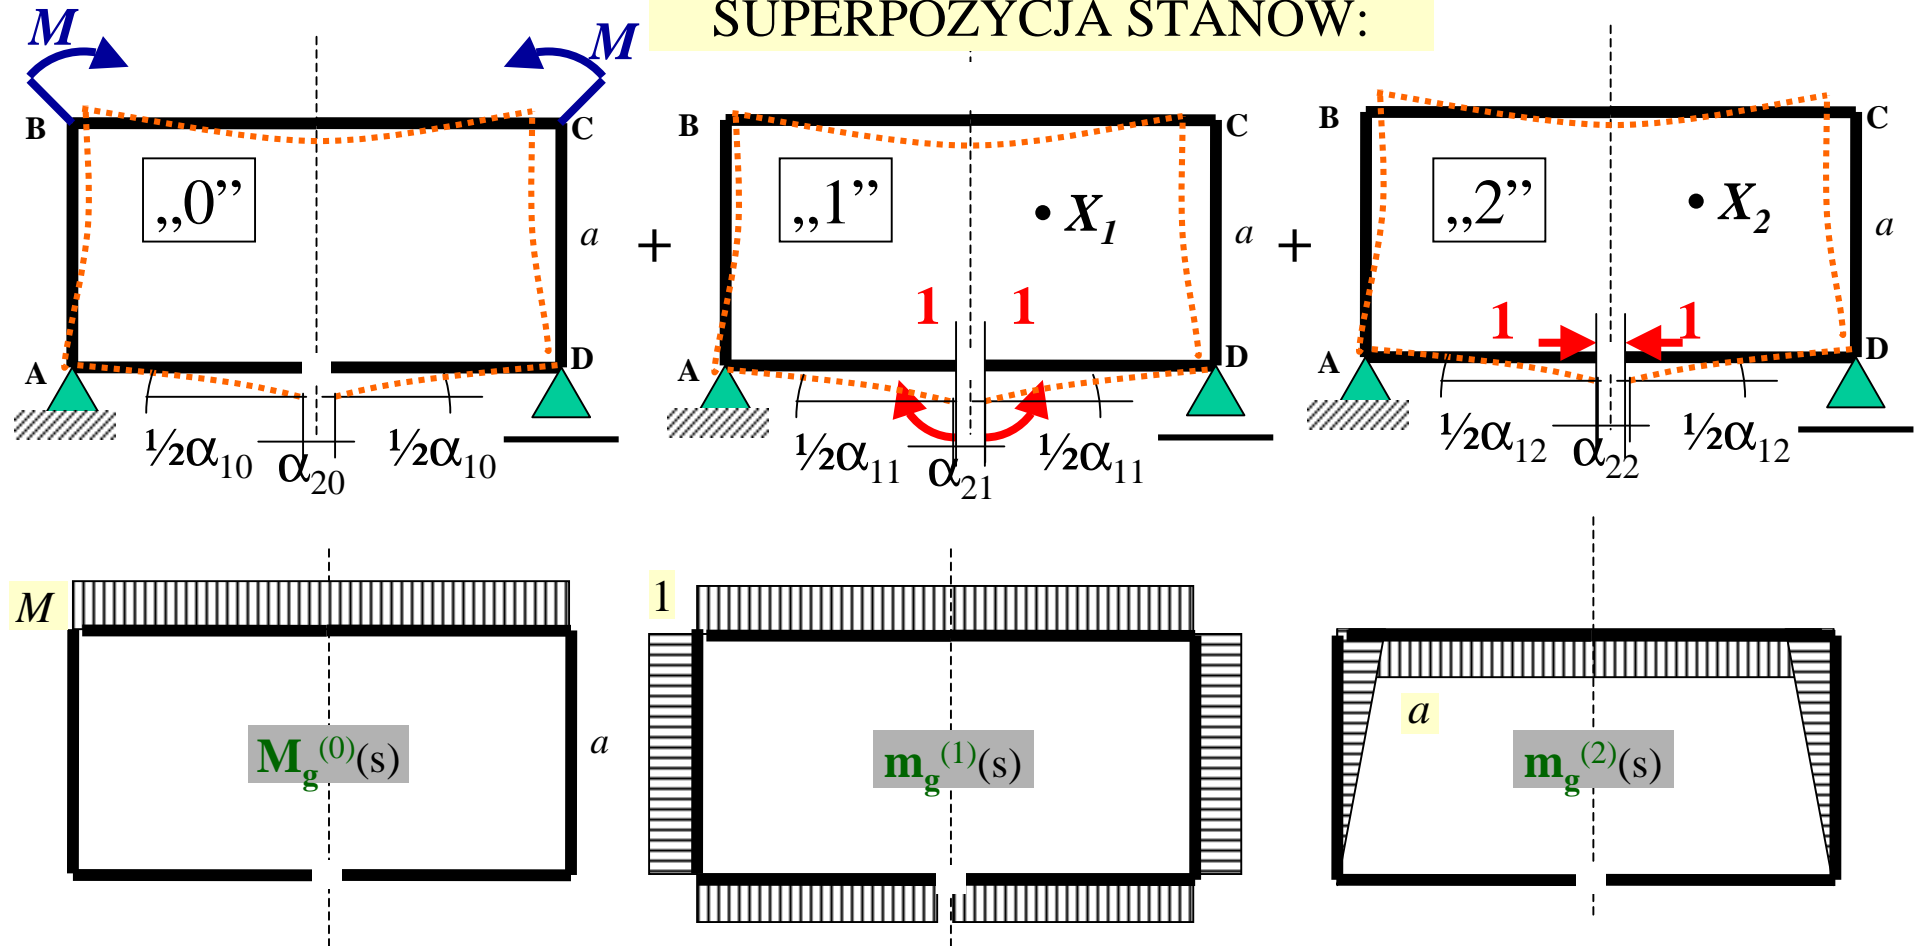 SUPERPOZYCJA STANÓW:
M
M
B
C
„0”
a
A
D
½α10
α20
½α10
+
B
C
„1”
• X1
a
1
1
A
D
½α11
α21
½α11
+
B
C
„2”
• X2
a
1
1
A
D
½α12
α22
½α12
M
Mg(0)(s)
a
1
mg(1)(s)
a
mg(2)(s)